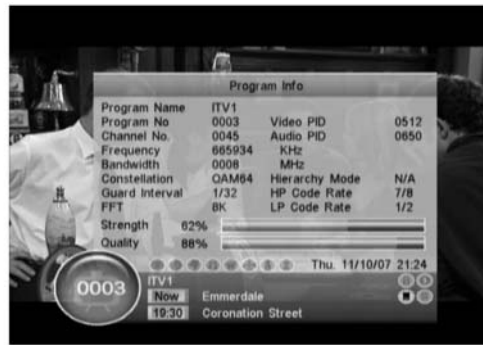 Program Info
Program Name ITV1
Program No 0003 Video PID 0512
Channel No. 0045 Audio PID 0650
Frequency 665934 KHz
Bandwidth 0008 MHz
Constellation QAM64 Hierarchy Mode N/A
Guard Interval 1/32 HP Code Rate 7/8
FFT 8K LP Code Rate 1/2
Strength 62%
Quality 88%
Thu. 11/10/07 21:24
0003
ITV1
Now Emmerdale
19:30 Coronation Street